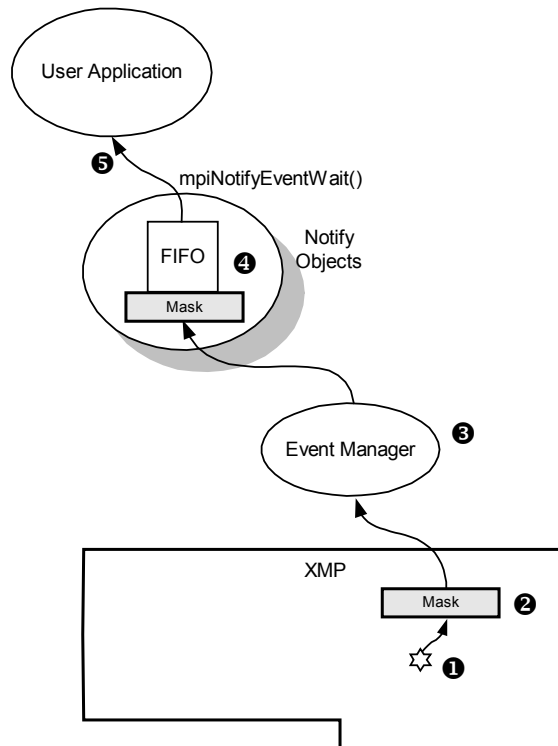 User Application
❺
mpiNotifyEventWait()
Notify
Objects
FIFO
❹
Mask
❸
Event Manager
XMP
Mask
❷
❶